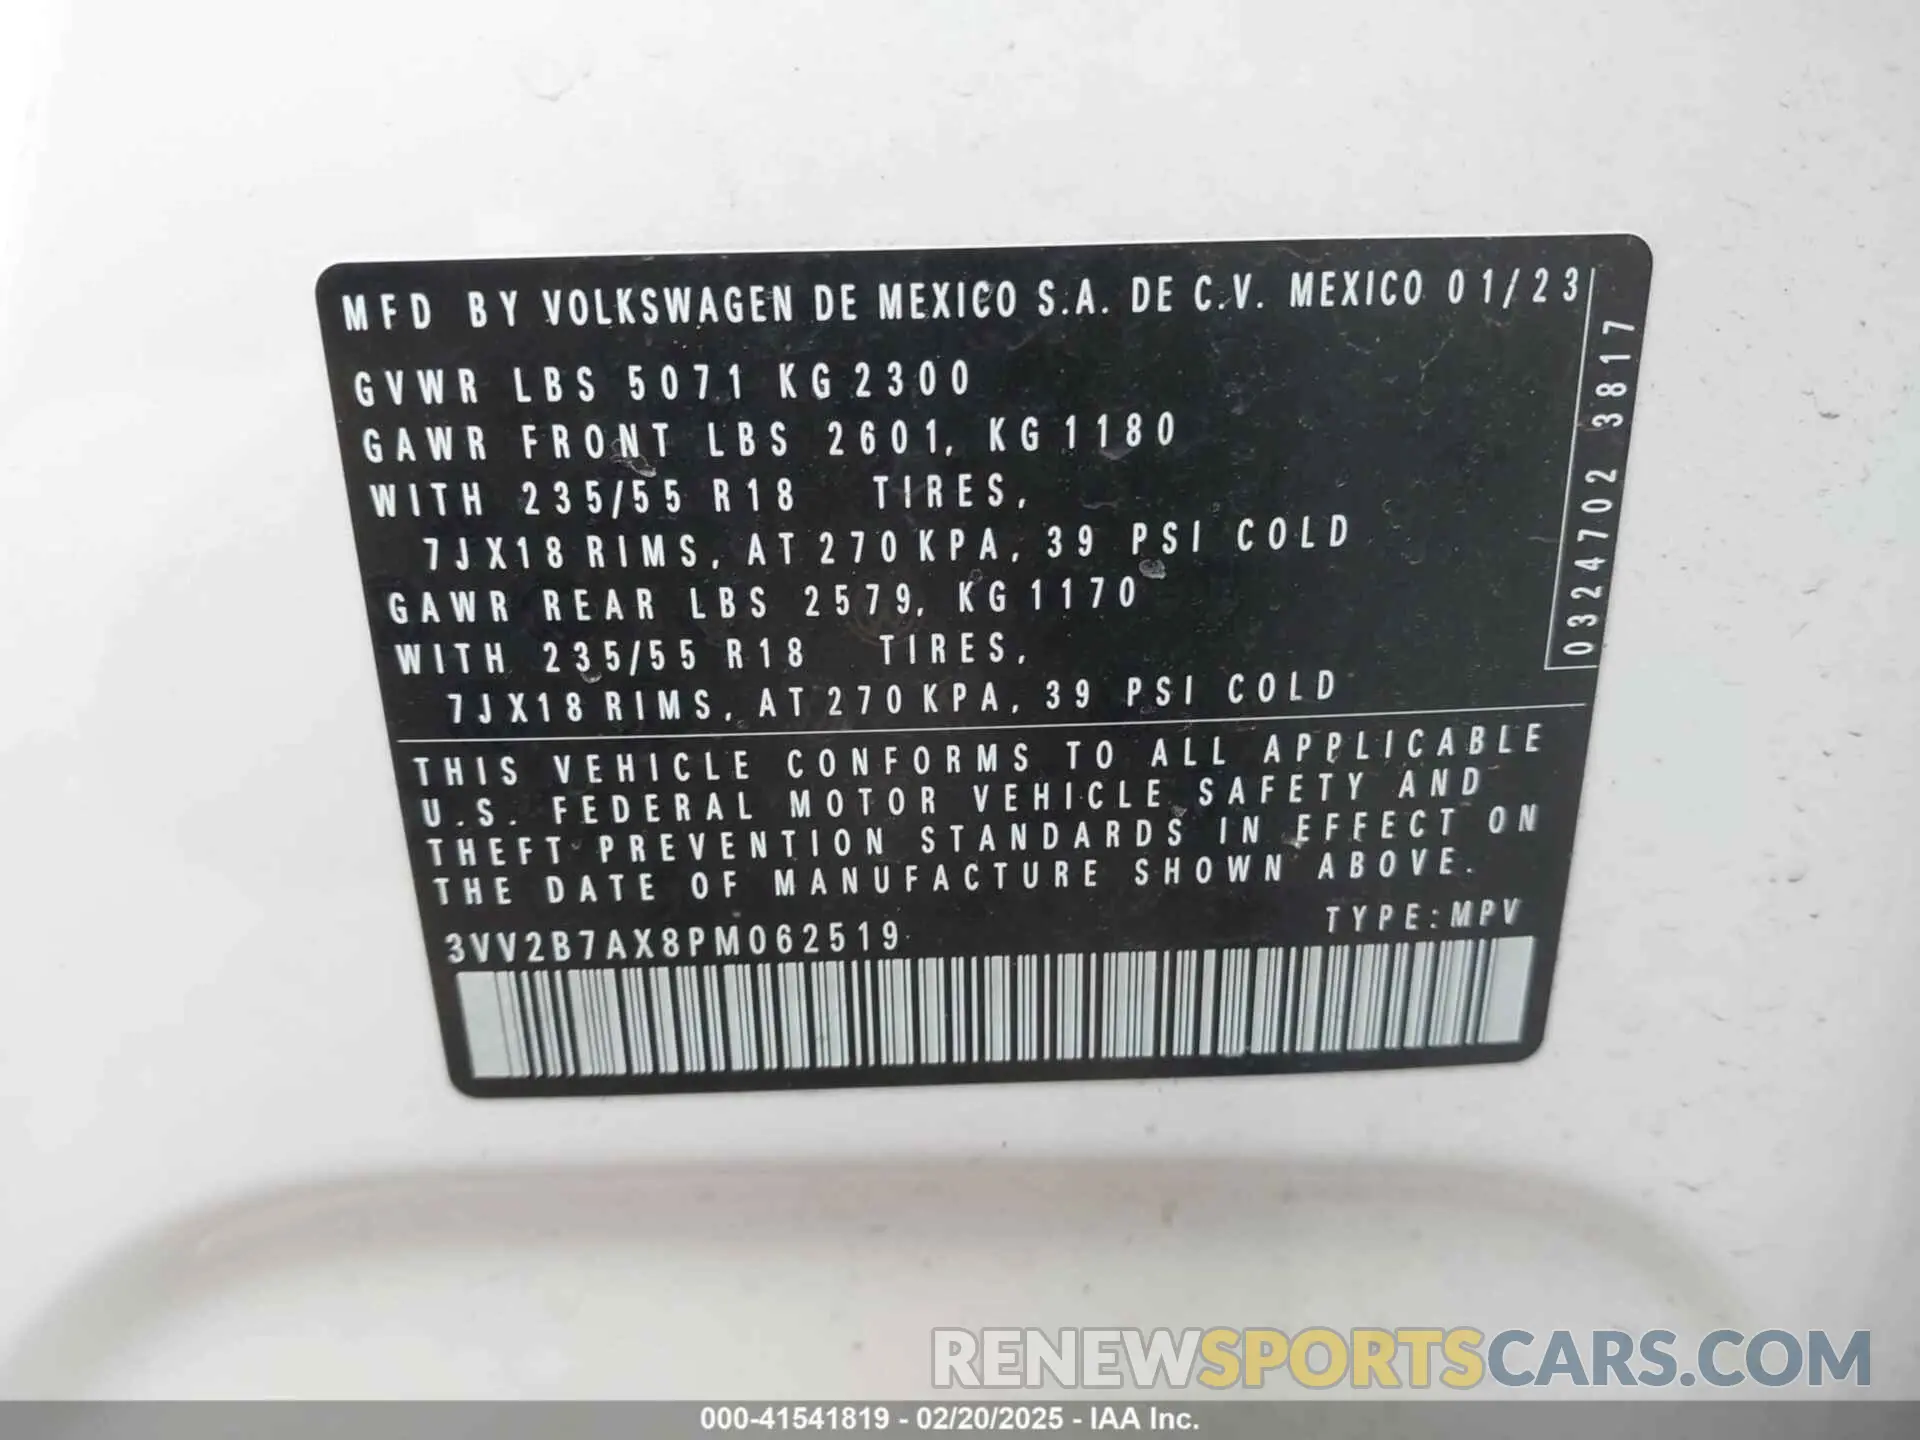 MFD BY VOLKSWAGEN DE MEXICO S.A. DE C.V. MEXICO 01/23
GVWR LBS 5071 KG 2300
GAWR FRONT LBS 2601, KG 1180
WITH 235/55 R18 TIRES,
7JX18 RIMS, AT 270 KPA, 39 PSI COLD
GAWR REAR LBS 2579, KG 1170
WITH 235/55 R18 TIRES,
7JX18 RIMS, AT 270 KPA, 39 PSI COLD
0324702 3817
THIS VEHICLE CONFORMS TO ALL APPLICABLE
U.S. FEDERAL MOTOR VEHICLE SAFETY AND
THEFT PREVENTION STANDARDS IN EFFECT ON
THE DATE OF MANUFACTURE SHOWN ABOVE.
TYPE: MPV
3VV2B7AX8PM062519
RENEWSPORTSCARS.COM
000-41541819 - 02/20/2025 - IAA Inc.